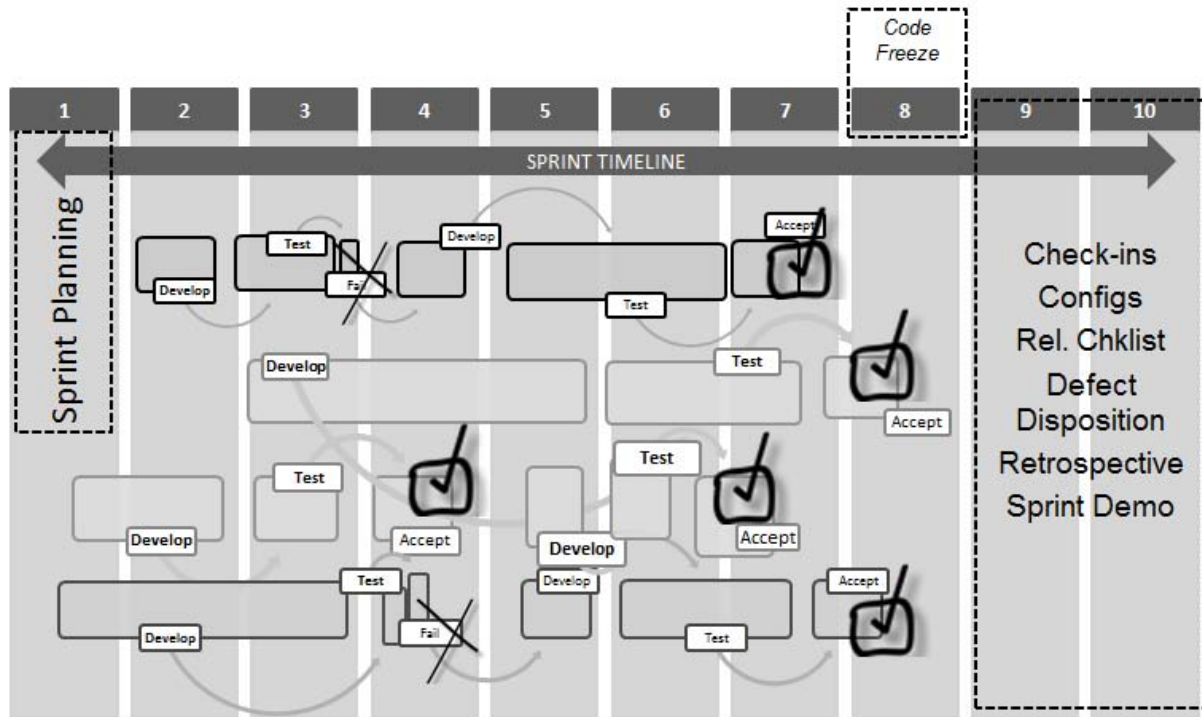 Code
Freeze
1 2 3 4 5 6 7 8 9 10
SPRINT TIMELINE
Sprint Planning
Develop
Test
Fail
Develop
Test
Accept
Develop
Test
Accept
Develop
Test
Accept
Develop
Test
Accept
Develop
Test
Fail
Develop
Test
Accept
Check-ins
Configs
Rel. Chklist
Defect
Disposition
Retrospective
Sprint Demo